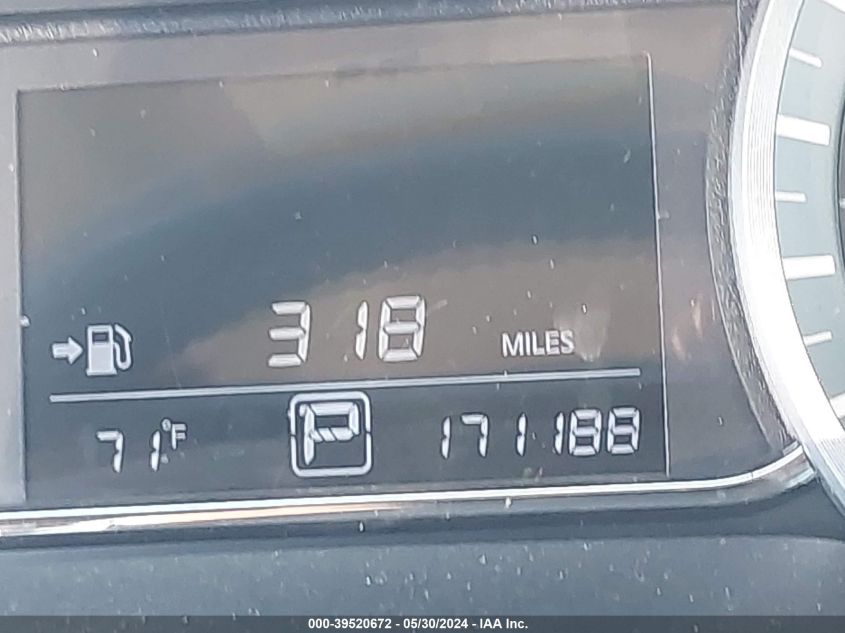 318 MILES
71°F P 171188
000-39520672 - 05/30/2024 - IAA Inc.